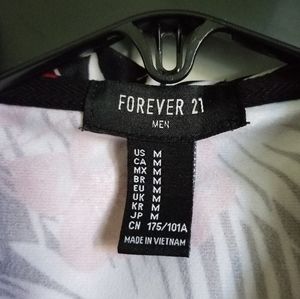 FOREVER 21
MEN
US M
CA M
MX M
BR M
EU M
UK M
KR M
JP M
CN 175/101A
MADE IN VIETNAM